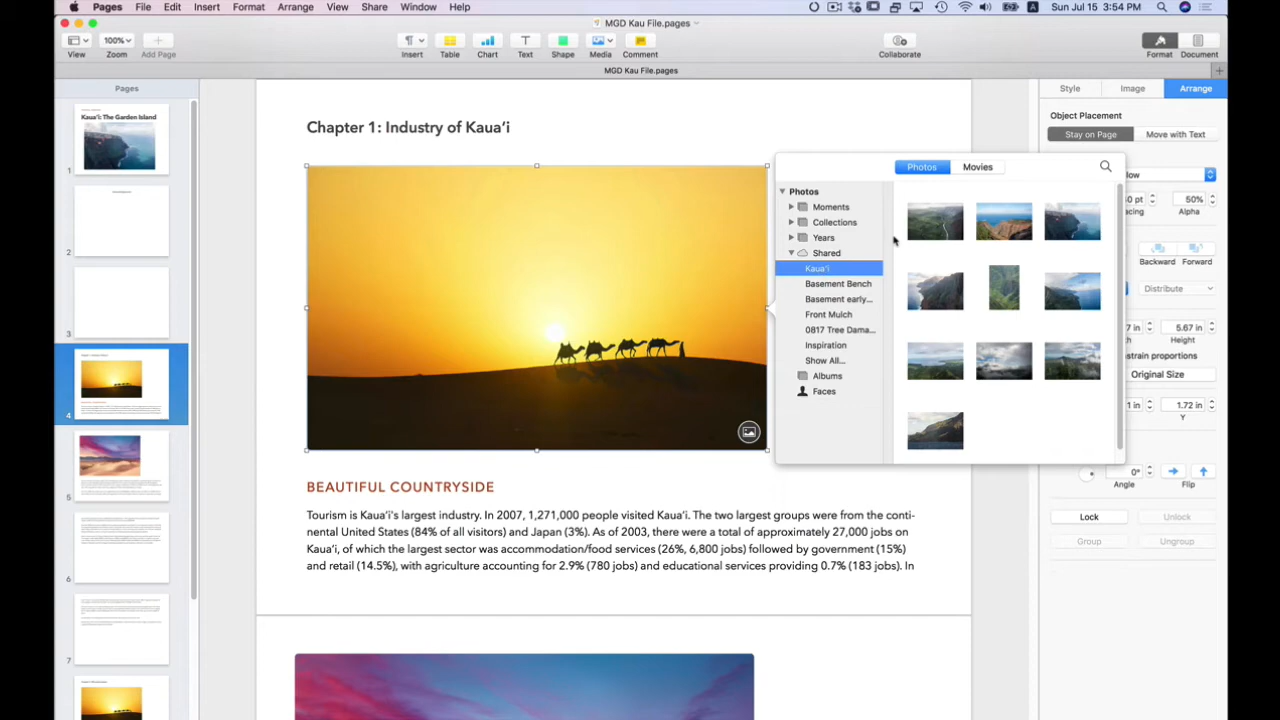 Pages File Edit Insert Format Arrange View Share Window Help
Sun Jul 15 3:54 PM
MGD Kau File.pages
100%
View Zoom Add Page
Insert Table Chart Text Shape Media Comment
Collaborate
Format Document
MGD Kau File.pages
Pages
Kaua‘i: The Garden Island
1
2
3
4
5
6
7
Chapter 1: Industry of Kaua‘i
BEAUTIFUL COUNTRYSIDE
Tourism is Kaua‘i’s largest industry. In 2007, 1,271,000 people visited Kaua‘i. The two largest groups were from the conti-
nental United States (84% of all visitors) and Japan (3%). As of 2003, there were a total of approximately 27,000 jobs on
Kaua‘i, of which the largest sector was accommodation/food services (26%, 6,800 jobs) followed by government (15%)
and retail (14.5%), with agriculture accounting for 2.9% (780 jobs) and educational services providing 0.7% (183 jobs). In
Photos Movies
Photos
Moments
Collections
Years
Shared
Kaua‘i
Basement Bench
Basement early...
Front Mulch
0817 Tree Dama...
Inspiration
Show All...
Albums
Faces
Style Image Arrange
Object Placement
Stay on Page Move with Text
50%
Alpha
Backward Forward
Distribute
5.67 in
Height
Original Size
1.72 in
Y
0°
Angle Flip
Lock Unlock
Group Ungroup